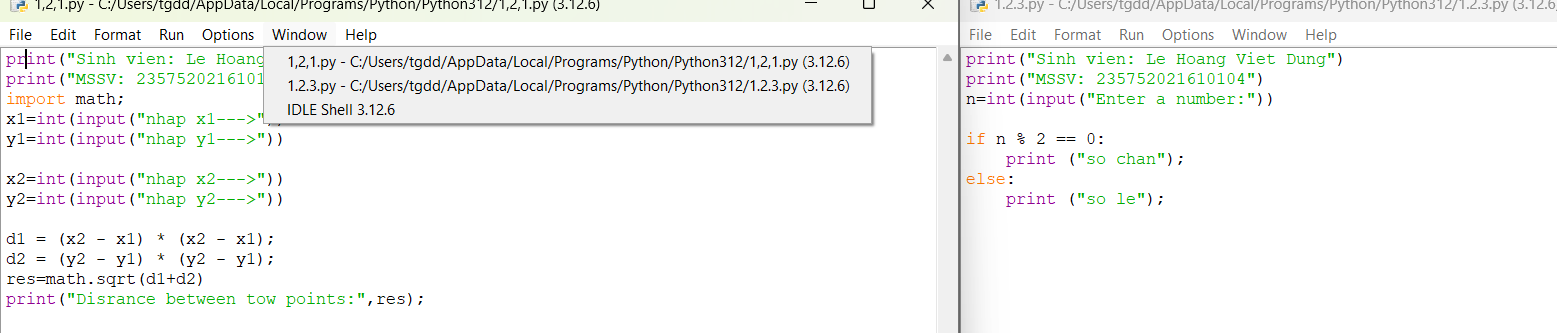 1,2,1.py - C:/Users/tgdd/AppData/Local/Programs/Python/Python312/1,2,1.py (3.12.6)
File Edit Format Run Options Window Help
1,2,1.py - C:/Users/tgdd/AppData/Local/Programs/Python/Python312/1,2,1.py (3.12.6)
1.2.3.py - C:/Users/tgdd/AppData/Local/Programs/Python/Python312/1.2.3.py (3.12.6)
IDLE Shell 3.12.6
print("Sinh vien: Le Hoang
print("MSSV: 2357520216101
import math;
x1=int(input("nhap x1--->"))
y1=int(input("nhap y1--->"))
x2=int(input("nhap x2--->"))
y2=int(input("nhap y2--->"))
d1 = (x2 - x1) * (x2 - x1);
d2 = (y2 - y1) * (y2 - y1);
res=math.sqrt(d1+d2)
print("Disrance between tow points:",res);
1.2.3.py - C:/Users/tgdd/AppData/Local/Programs/Python/Python312/1.2.3.py (3.12.6
File Edit Format Run Options Window Help
print("Sinh vien: Le Hoang Viet Dung")
print("MSSV: 235752021610104")
n=int(input("Enter a number:"))
if n % 2 == 0:
    print ("so chan");
else:
    print ("so le");